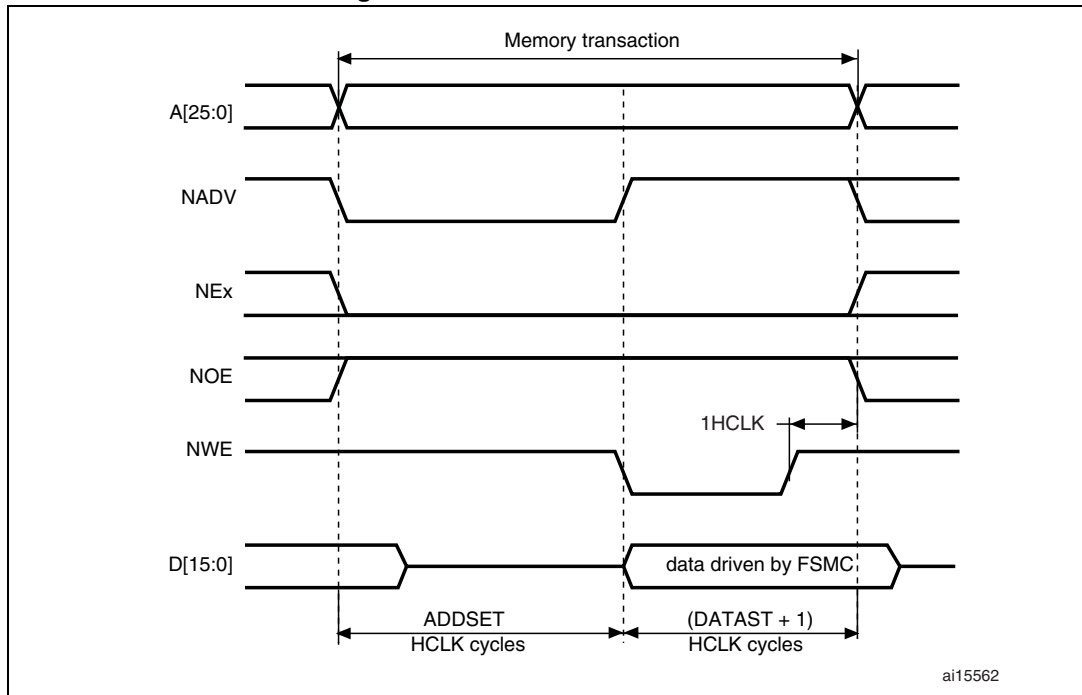 Memory transaction
A[25:0]
NADV
NEx
NOE
1HCLK
NWE
D[15:0]
data driven by FSMC
ADDSET
HCLK cycles
(DATAST + 1)
HCLK cycles
ai15562